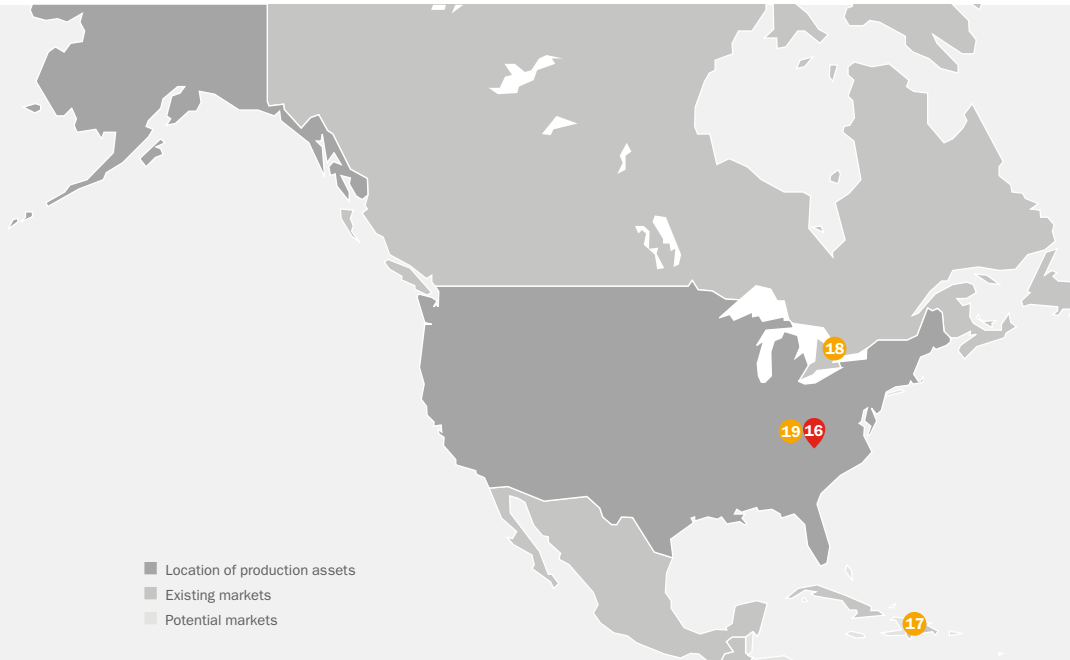 18
19 16
Location of production assets
Existing markets
Potential markets
17